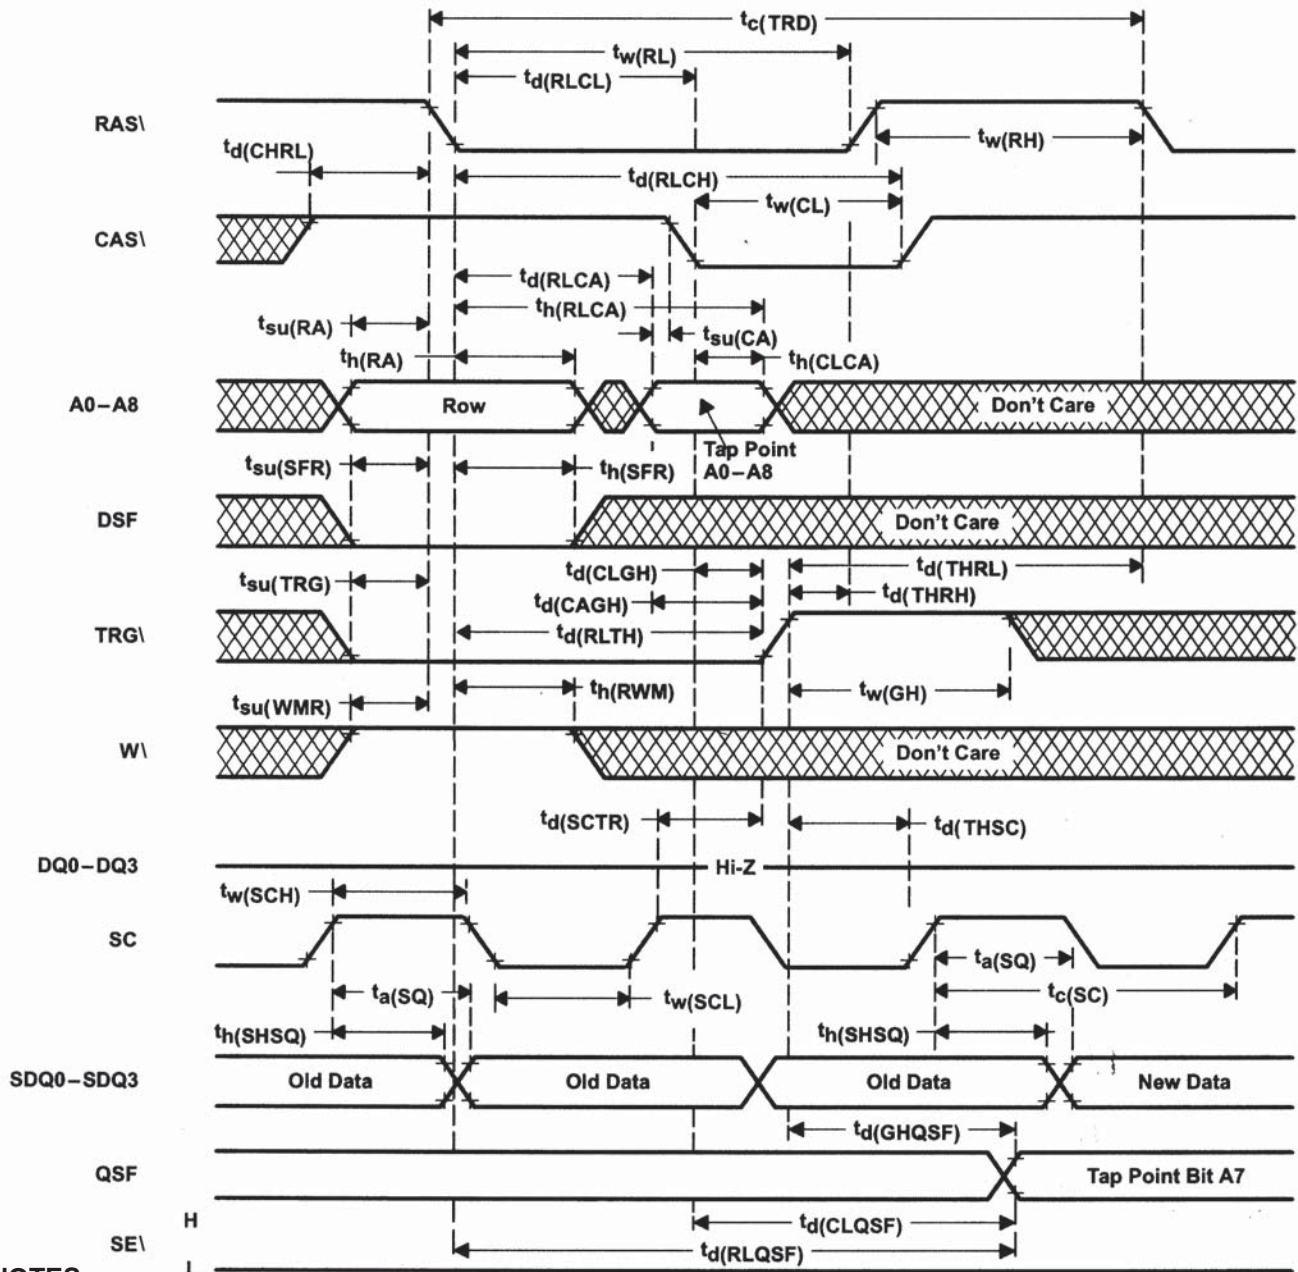 tc(TRD)
tw(RL)
td(RLCL)
RAS\
tw(RH)
td(CHRL)
td(RLCH)
tw(CL)
CAS\
td(RLCA)
th(RLCA)
tsu(RA)
tsu(CA)
th(RA)
th(CLCA)
A0–A8
Row
Don't Care
Tap Point
A0–A8
tsu(SFR)
th(SFR)
DSF
Don't Care
td(CLGH)
td(THRL)
tsu(TRG)
td(CAGH)
td(THRH)
TRG\
td(RLTH)
th(RWM)
tw(GH)
tsu(WMR)
W\
Don't Care
td(SCTR)
td(THSC)
DQ0–DQ3
Hi-Z
tw(SCH)
SC
ta(SQ)
ta(SQ)
tw(SCL)
tc(SC)
th(SHSQ)
th(SHSQ)
SDQ0–SDQ3
Old Data
Old Data
Old Data
New Data
td(GHQSF)
QSF
Tap Point Bit A7
H
td(CLQSF)
SE\
td(RLQSF)